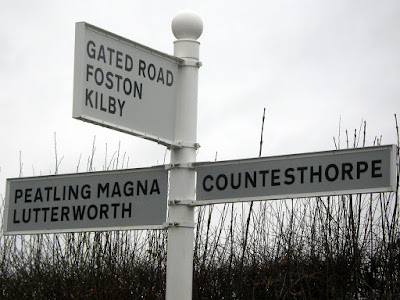 GATED ROAD
FOSTON
KILBY
PEATLING MAGNA
LUTTERWORTH
COUNTESTHORPE